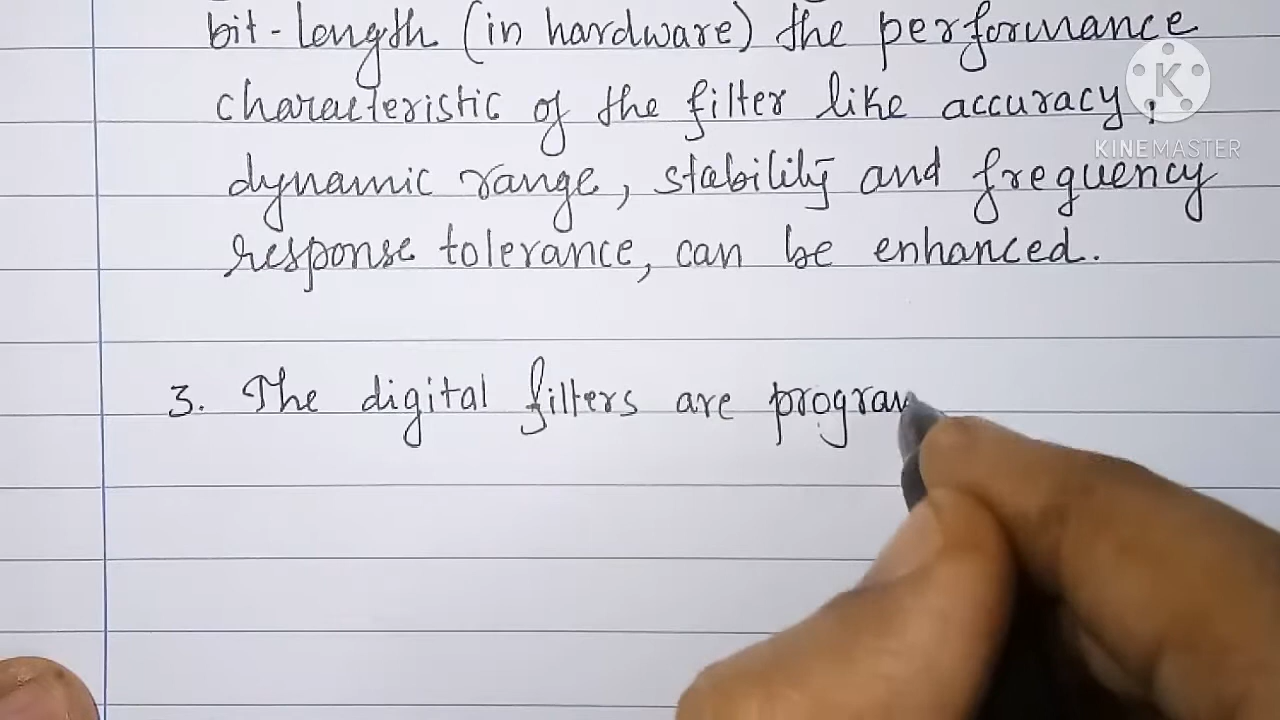 bit-length (in hardware) the performance
characteristic of the filter like accuracy,
dynamic range, stability and frequency
response tolerance, can be enhanced.
3. The digital filters are program
K
KINEMASTER